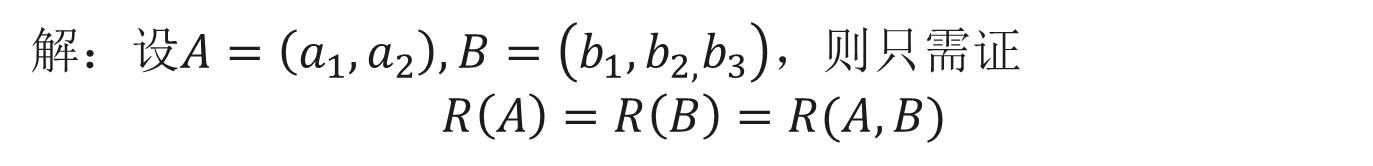 解：设A = (a₁, a₂), B = (b₁, b₂, b₃)，则只需证
R(A) = R(B) = R(A, B)